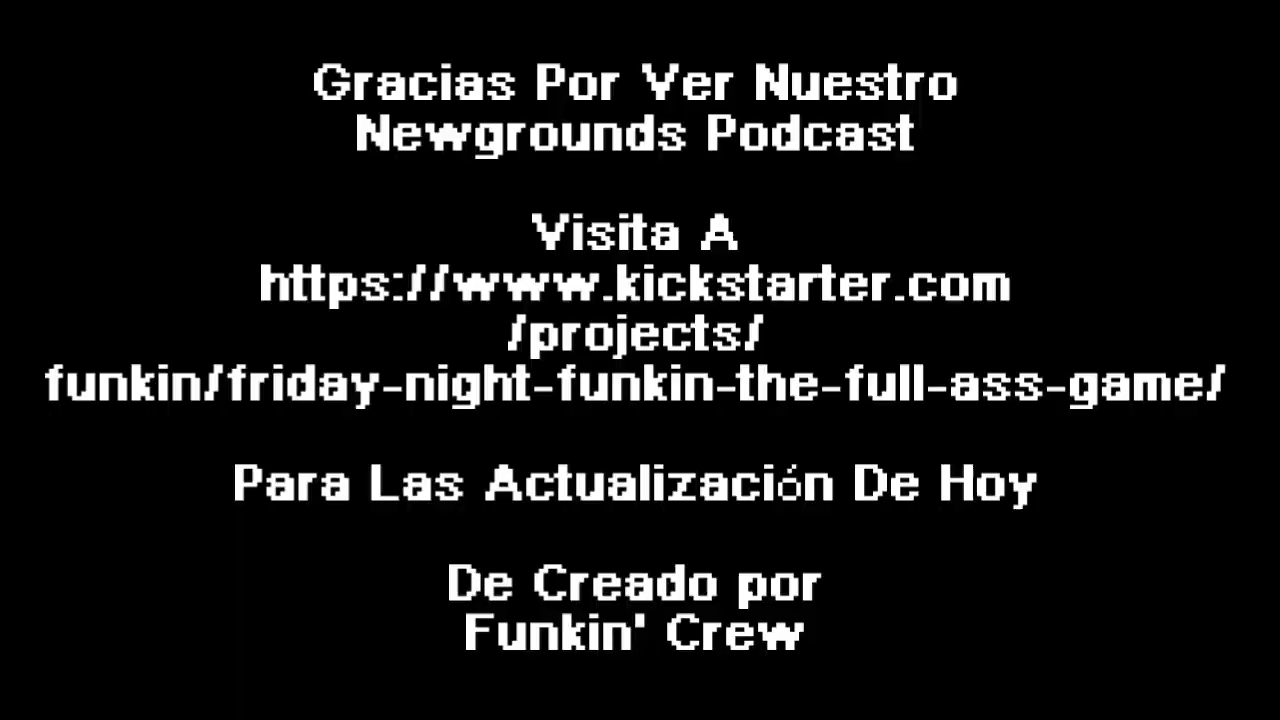 Gracias Por Ver Nuestro
Newgrounds Podcast
Visita A
https://www.kickstarter.com
/projects/
funkin/friday-night-funkin-the-full-ass-game/
Para Las Actualización De Hoy
De Creado por
Funkin' Crew